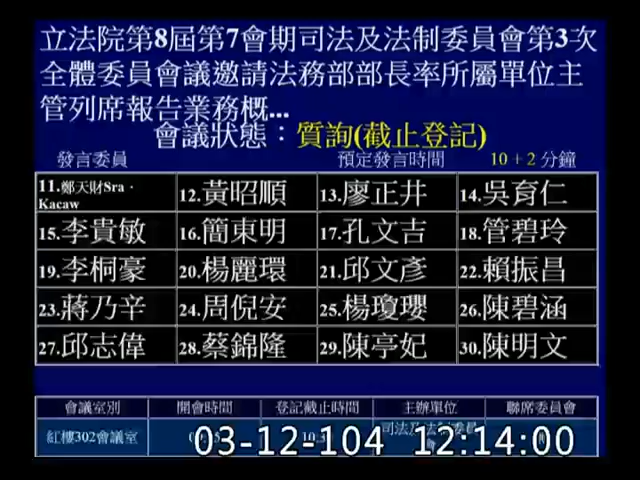 立法院第8屆第7會期司法及法制委員會第3次
全體委員會議邀請法務部部長率所屬單位主
管列席報告業務概...
會議狀態：質詢(截止登記)
發言委員 預定發言時間 10+2 分鐘
11.鄭天財Sra．
Kacaw
12.黃昭順 13.廖正井 14.吳育仁
15.李貴敏 16.簡東明 17.孔文吉 18.管碧玲
19.李桐豪 20.楊麗環 21.邱文彥 22.賴振昌
23.蔣乃辛 24.周倪安 25.楊瓊瓔 26.陳碧涵
27.邱志偉 28.蔡錦隆 29.陳亭妃 30.陳明文
會議室別 開會時間 登記截止時間 主辦單位 聯席委員會
紅樓302會議室 司法及法制委員
03-12-104 12:14:00